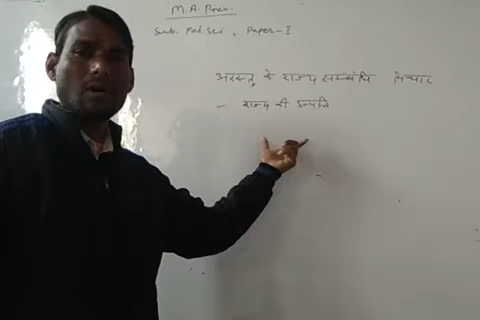 M.A. Prev.
Sub. Pol. Sci, Paper-I
अरस्तु के राज्य सम्बंधि विचार
- राज्य की उत्पत्ति